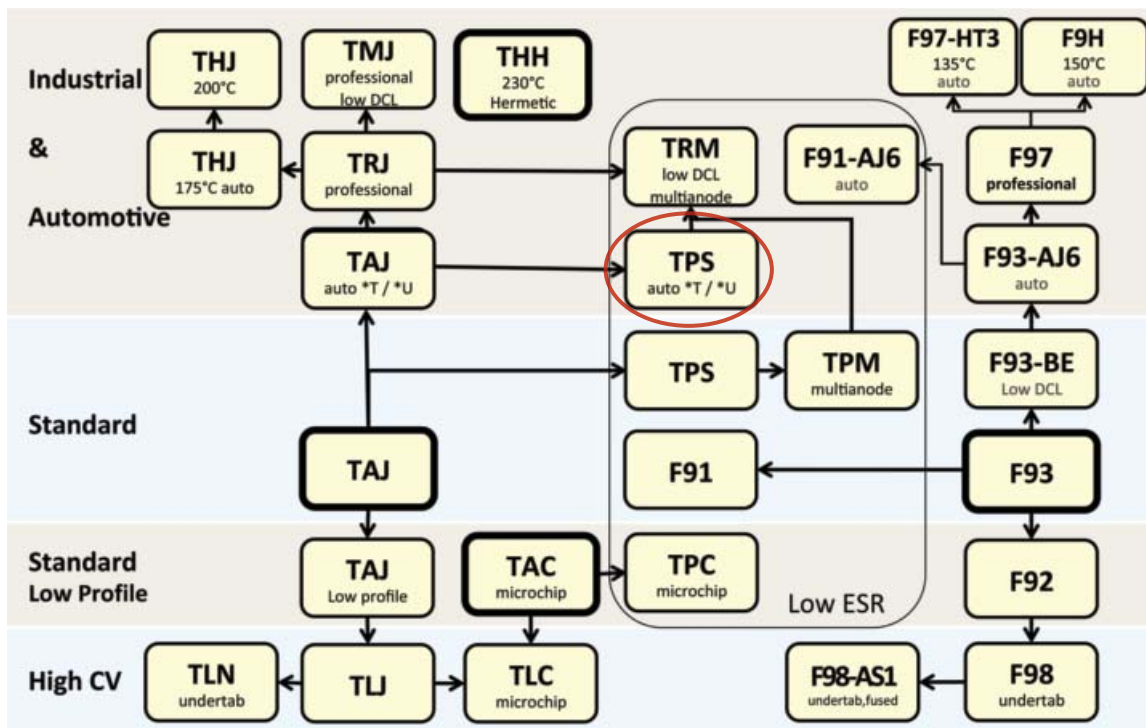 Industrial
&
Automotive
THJ
200°C
TMJ
professional
low DCL
THH
230°C
Hermetic
F97-HT3
135°C
auto
F9H
150°C
auto
THJ
175°C auto
TRJ
professional
TRM
low DCL
multianode
F91-AJ6
auto
F97
professional
TAJ
auto *T / *U
TPS
auto *T / *U
F93-AJ6
auto
Standard
TPS
TPM
multianode
F93-BE
Low DCL
TAJ
F91
F93
Standard
Low Profile
TAJ
Low profile
TAC
microchip
TPC
microchip
Low ESR
F92
High CV
TLN
undertab
TLJ
TLC
microchip
F98-AS1
undertab,fused
F98
undertab